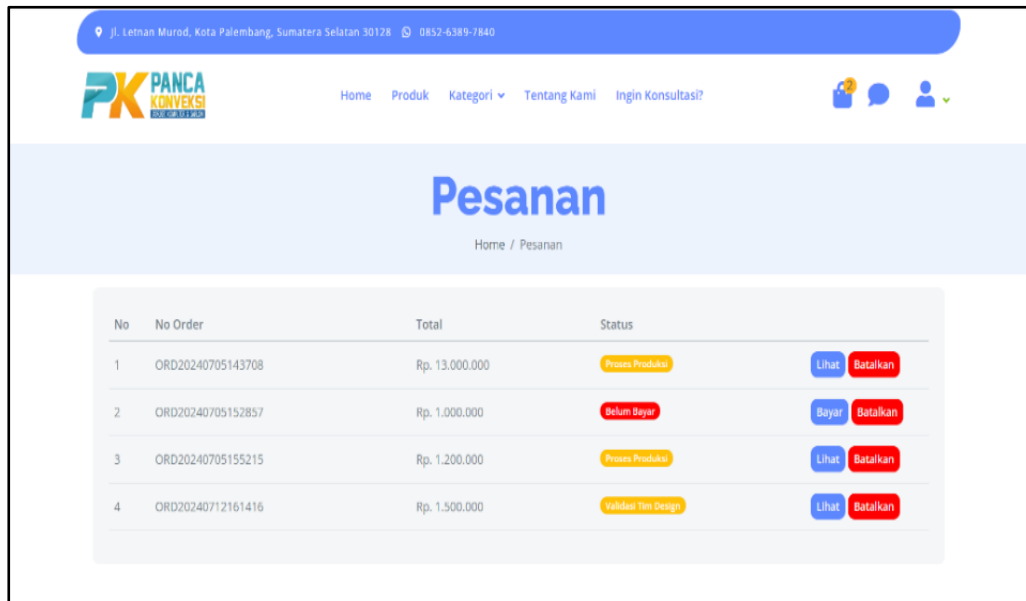 Jl. Letnan Murod, Kota Palembang, Sumatera Selatan 30128 0852-6389-7840
PK PANCA
KONVEKSI
Home Produk Kategori Tentang Kami Ingin Konsultasi?
2
Pesanan
Home / Pesanan
No No Order Total Status
1 ORD20240705143708 Rp. 13.000.000 Proses Produksi Lihat Batalkan
2 ORD20240705152857 Rp. 1.000.000 Belum Bayar Bayar Batalkan
3 ORD20240705155215 Rp. 1.200.000 Proses Produksi Lihat Batalkan
4 ORD20240712161416 Rp. 1.500.000 Validasi Tim Design Lihat Batalkan